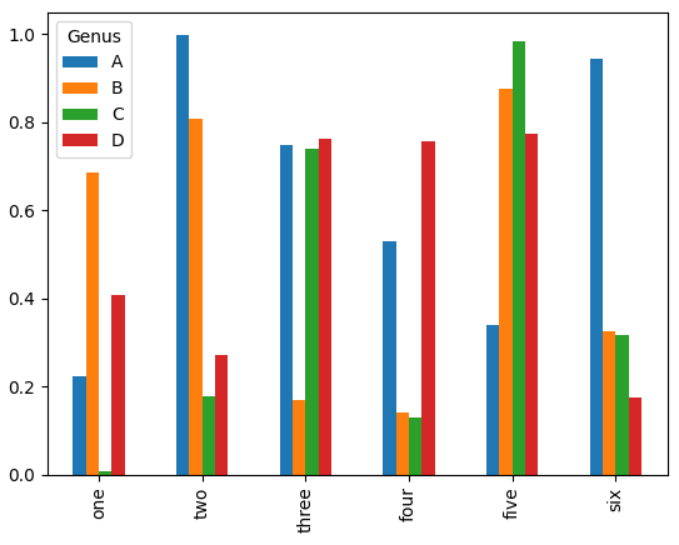 1.0
0.8
0.6
0.4
0.2
0.0
Genus
A
B
C
D
one
two
three
four
five
six